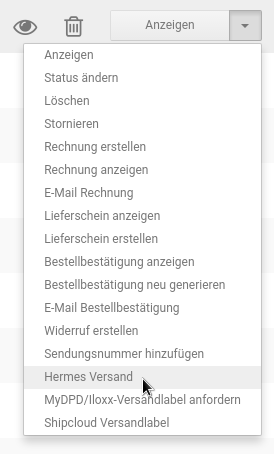 Anzeigen
Anzeigen
Status ändern
Löschen
Stornieren
Rechnung erstellen
Rechnung anzeigen
E-Mail Rechnung
Lieferschein anzeigen
Lieferschein erstellen
Bestellbestätigung anzeigen
Bestellbestätigung neu generieren
E-Mail Bestellbestätigung
Wideruf erstellen
Sendungsnummer hinzufügen
Hermes Versand
MyDPD/Iloxx-Versandlabel anfordern
Shipcloud Versandlabel